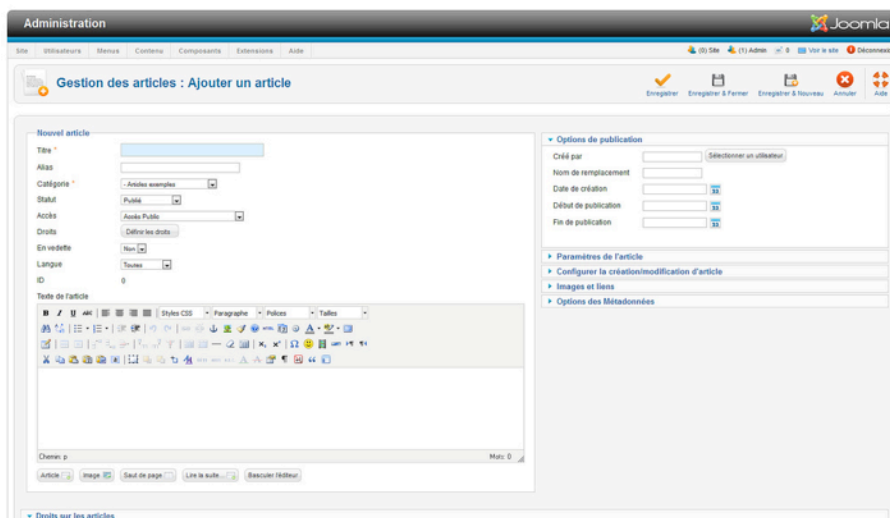 Administration
Joomla
Site Utilisateurs Menus Contenu Composants Extensions Aide
(0) Site (1) Admin 0 Voir le site Déconnexi
Gestion des articles : Ajouter un article
Enregistrer Enregistrer & Fermer Enregistrer & Nouveau Annuler Aide
Nouvel article
Titre *
Alias
Catégorie * - Articles exemples
Statut Publié
Accès Accès Public
Droits Définir les droits
En vedette Non
Langue Toutes
ID 0
Texte de l'article
B I U ABC Styles CSS Paragraphe Polices Tailles
HTML
Chemin: p Mots: 0
Article Image Saut de page Lire la suite... Basculer l'éditeur
Options de publication
Créé par Sélectionner un utilisateur
Nom de remplacement
Date de création
Début de publication
Fin de publication
Paramètres de l'article
Configurer la création/modification d'article
Images et liens
Options des Métadonnées
Droits sur les articles